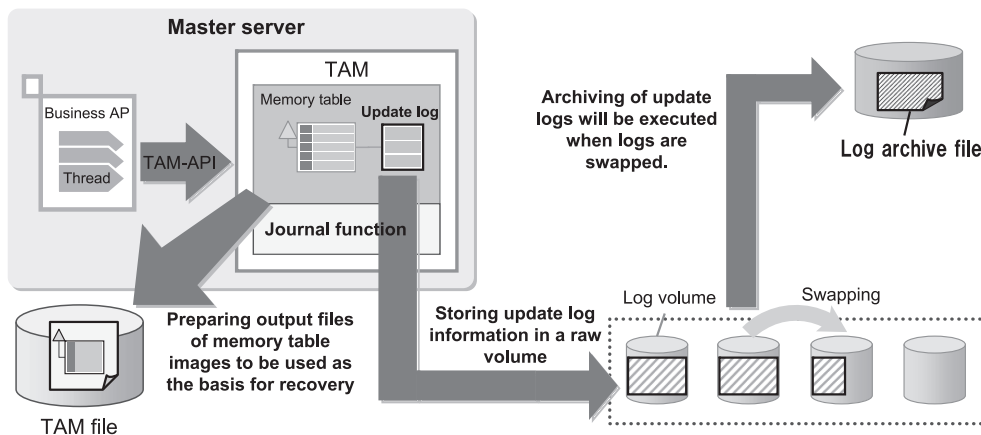 Master server
TAM
Business AP
Thread
TAM-API
Memory table
Update log
Journal function
Archiving of update
logs will be executed
when logs are
swapped.
Log archive file
Preparing output files
of memory table
images to be used as
the basis for recovery
TAM file
Storing update log
information in a raw
volume
Log volume
Swapping